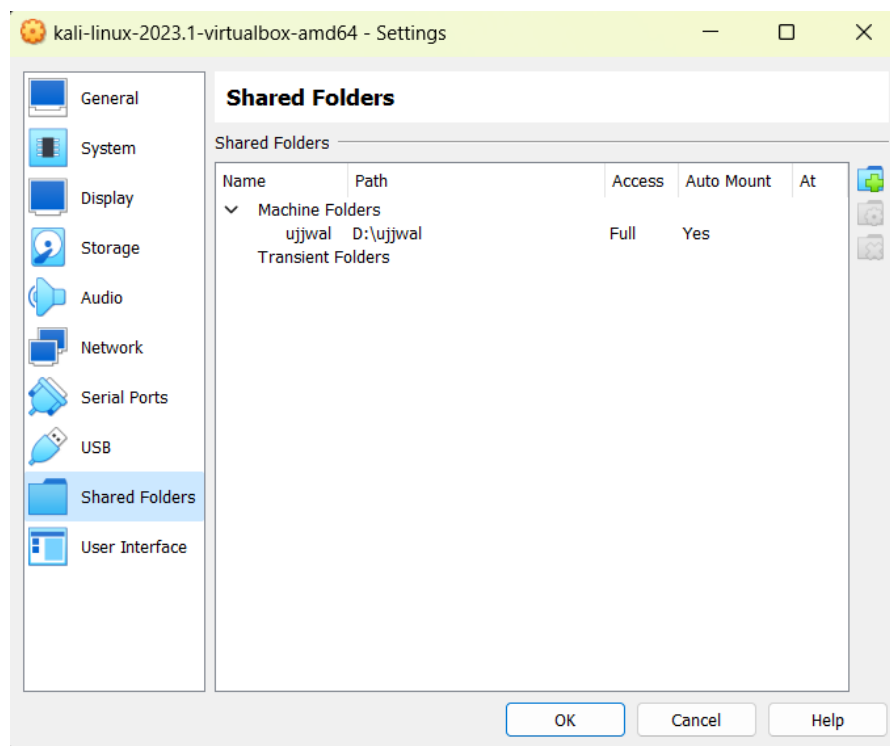 kali-linux-2023.1-virtualbox-amd64 - Settings
General
System
Display
Storage
Audio
Network
Serial Ports
USB
Shared Folders
User Interface
Shared Folders
Shared Folders
Name Path Access Auto Mount At
Machine Folders
ujjwal D:\ujjwal Full Yes
Transient Folders
OK Cancel Help